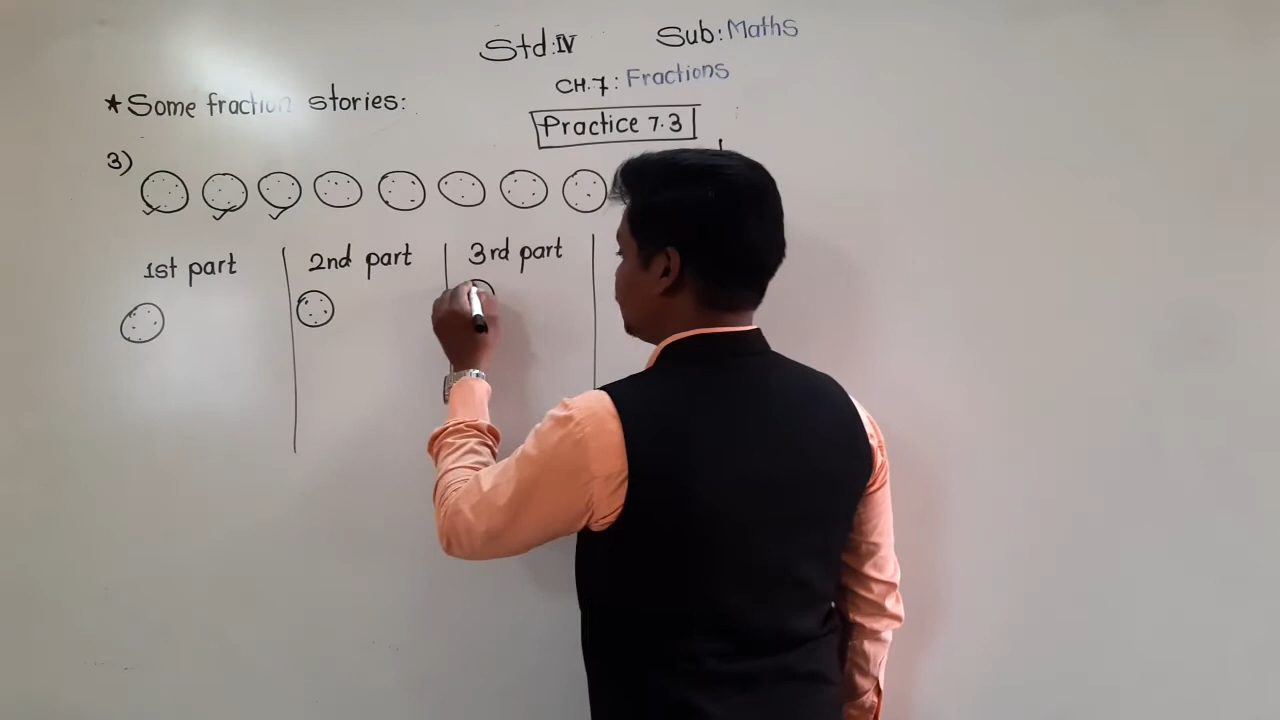 Std:IV Sub:Maths
CH.7: Fractions
*Some fraction stories:
Practice 7.3
3)
1st part 2nd part 3rd part